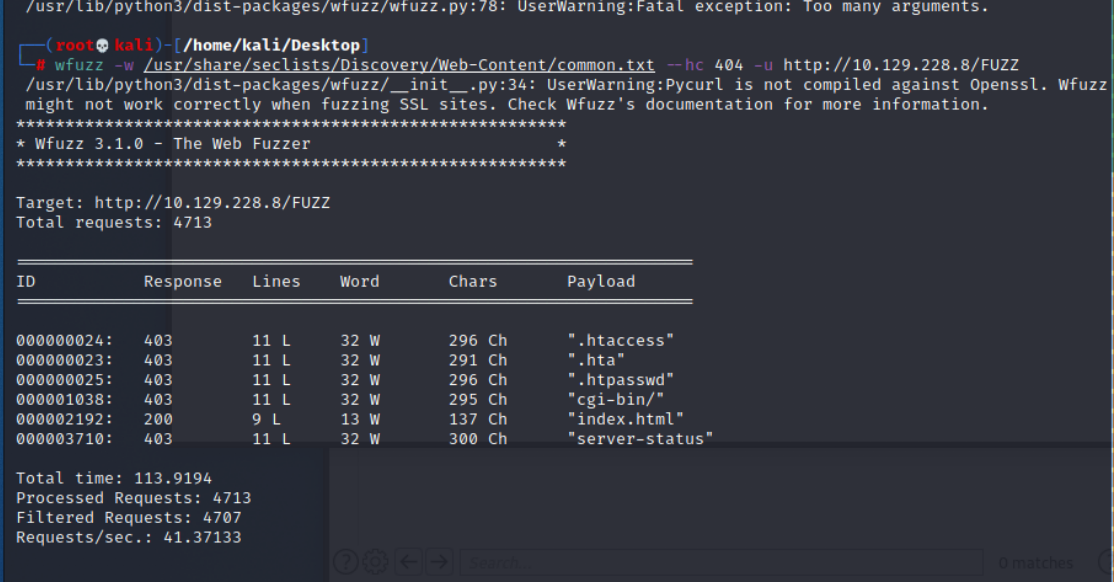 /usr/lib/python3/dist-packages/wfuzz/wfuzz.py:78: UserWarning:Fatal exception: Too many arguments.
┌──(root💀kali)-[/home/kali/Desktop]
└─# wfuzz -w /usr/share/seclists/Discovery/Web-Content/common.txt --hc 404 -u http://10.129.228.8/FUZZ
/usr/lib/python3/dist-packages/wfuzz/__init__.py:34: UserWarning:Pycurl is not compiled against Openssl. Wfuzz
might not work correctly when fuzzing SSL sites. Check Wfuzz's documentation for more information.
********************************************************
* Wfuzz 3.1.0 - The Web Fuzzer                         *
********************************************************
Target: http://10.129.228.8/FUZZ
Total requests: 4713
=====================================================================
ID           Response   Lines    Word       Chars       Payload
=====================================================================
000000024:   403        11 L     32 W       296 Ch      ".htaccess"
000000023:   403        11 L     32 W       291 Ch      ".hta"
000000025:   403        11 L     32 W       296 Ch      ".htpasswd"
000001038:   403        11 L     32 W       295 Ch      "cgi-bin/"
000002192:   200        9 L      13 W       137 Ch      "index.html"
000003710:   403        11 L     32 W       300 Ch      "server-status"
Total time: 113.9194
Processed Requests: 4713
Filtered Requests: 4707
Requests/sec.: 41.37133
Search... 0 matches